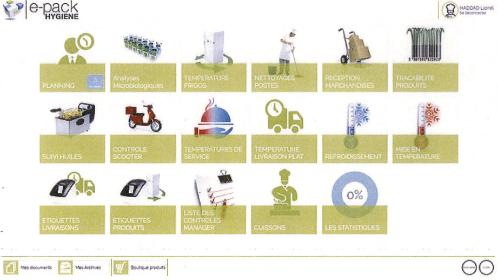 e-pack
HYGIENE
HADDAD Lionel
Se déconnecter
PLANNING
Analyses
Microbiologiques
TEMPERATURE
FRIGOS
NETTOYAGES
POSTES
RECEPTION
MARCHANDISES
TRACABILITE
PRODUITS
SUIVI HUILES
CONTROLE
SCOOTER
TEMPERATURES DE
SERVICE
TEMPERATURE
LIVRAISON PLAT
REFROIDISSEMENT
MISE EN
TEMPERATURE
ETIQUETTES
LIVRAISONS
ETIQUETTES
PRODUITS
LISTE DES
CONTROLES
MANAGER
CUISSONS
0%
LES STATISTIQUES
Mes documents
Mes Archives
Boutique produits